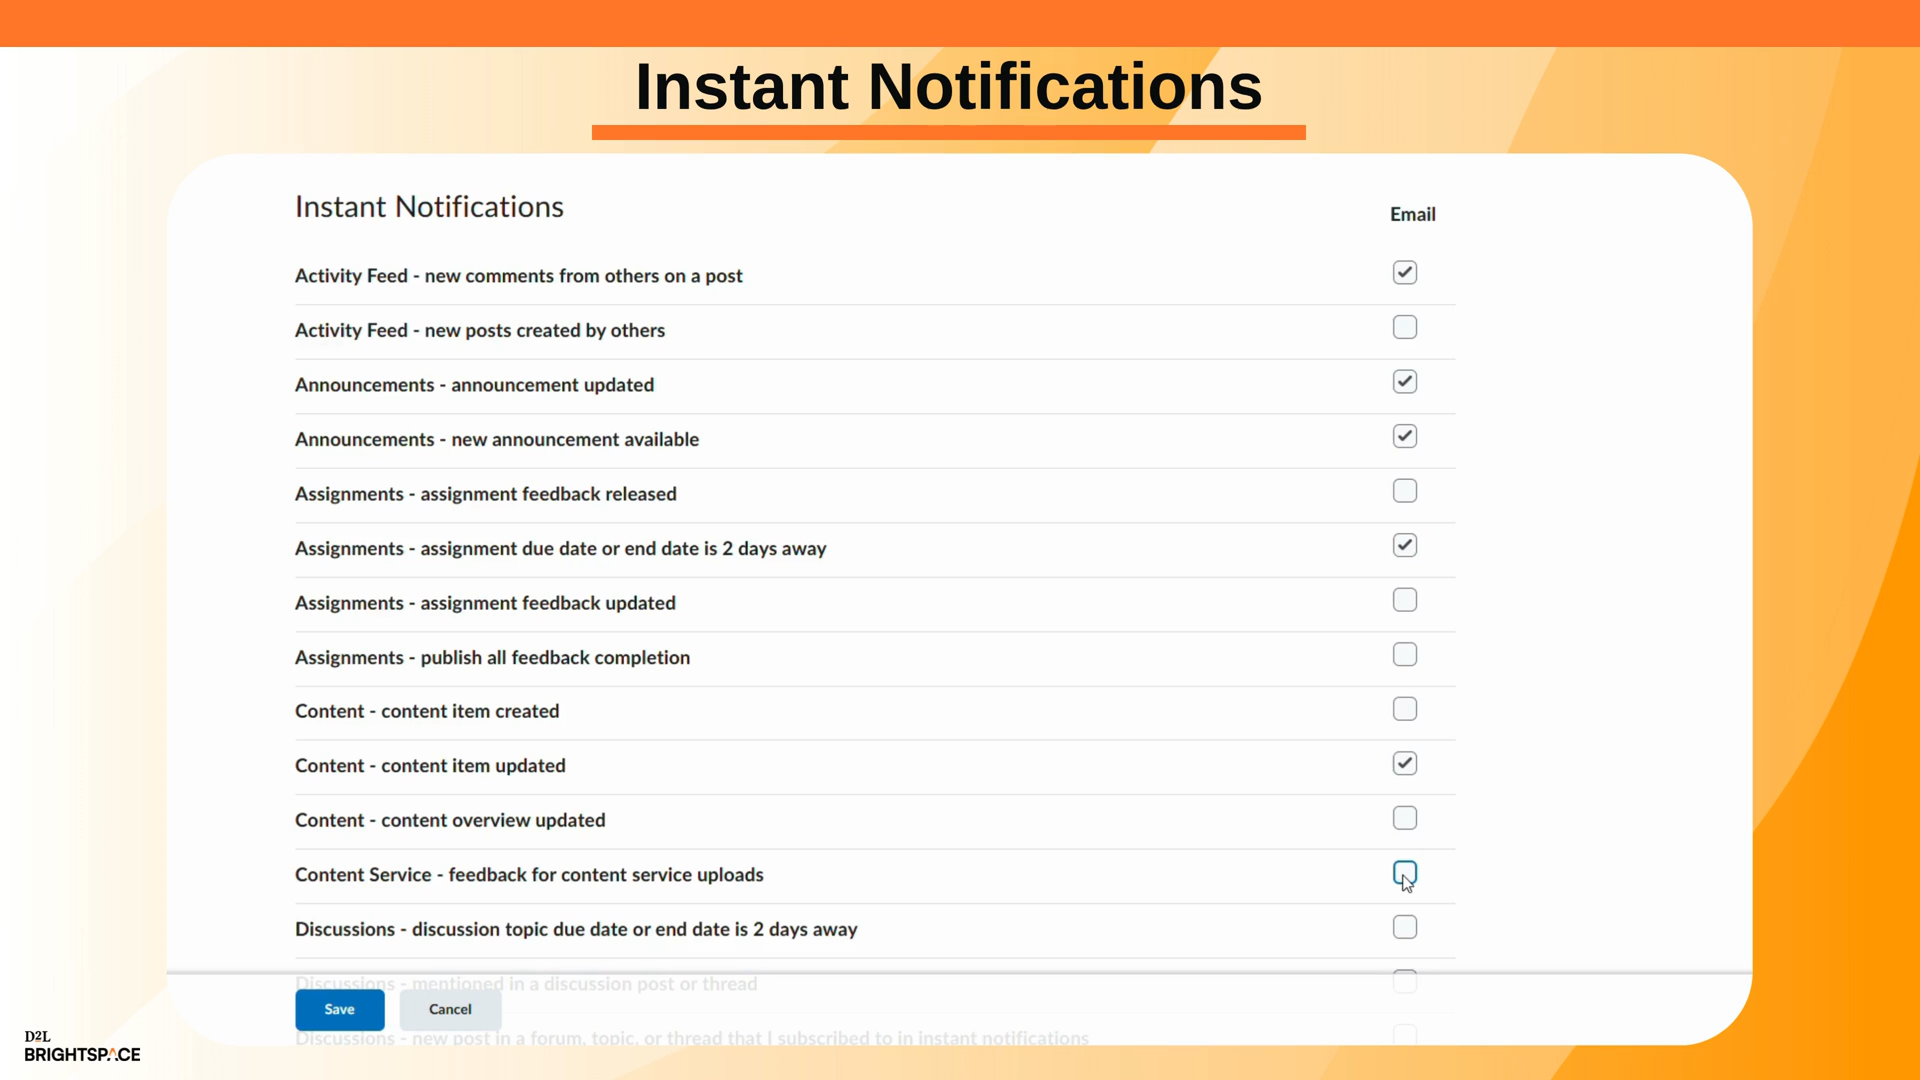 Instant Notifications
Instant Notifications
Email
Activity Feed - new comments from others on a post
Activity Feed - new posts created by others
Announcements - announcement updated
Announcements - new announcement available
Assignments - assignment feedback released
Assignments - assignment due date or end date is 2 days away
Assignments - assignment feedback updated
Assignments - publish all feedback completion
Content - content item created
Content - content item updated
Content - content overview updated
Content Service - feedback for content service uploads
Discussions - discussion topic due date or end date is 2 days away
Discussions - mentioned in a discussion post or thread
Save Cancel
Discussions - new post in a forum, topic, or thread that I subscribed to in instant notifications
D2L
BRIGHTSPACE